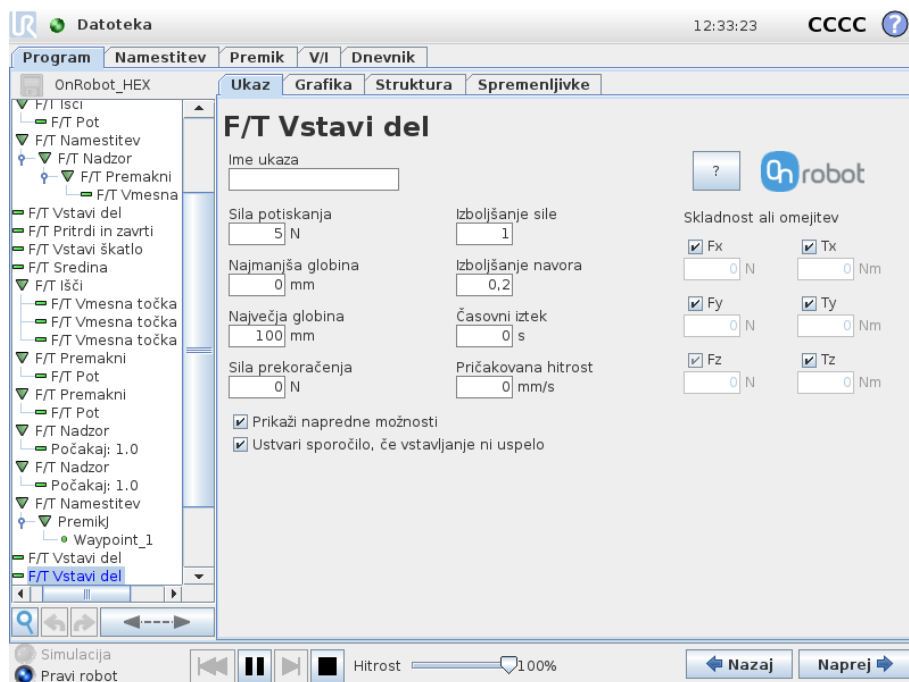 UR Datoteka 12:33:23 CCCC ?
Program Namestitev Premik V/I Dnevnik
OnRobot_HEX
Ukaz Grafika Struktura Spremenljivke
F/T Išči
F/T Pot
F/T Namestitev
F/T Nadzor
F/T Premakni
F/T Vmesna
F/T Vstavi del
F/T Pritrdi in zavrti
F/T Vstavi škatlo
F/T Sredina
F/T Išči
F/T Vmesna točka
F/T Vmesna točka
F/T Vmesna točka
F/T Premakni
F/T Pot
F/T Premakni
F/T Pot
F/T Nadzor
Počakaj: 1.0
F/T Nadzor
Počakaj: 1.0
F/T Namestitev
PremikJ
Waypoint_1
F/T Vstavi del
F/T Vstavi del
F/T Vstavi del
Ime ukaza
? On robot
Sila potiskanja Izboljšanje sile
5 N 1
Najmanjša globina Izboljšanje navora
0 mm 0,2
Največja globina Časovni iztek
100 mm 0 s
Sila prekoračenja Pričakovana hitrost
0 N 0 mm/s
Prikaži napredne možnosti
Ustvari sporočilo, če vstavljanje ni uspelo
Skladnost ali omejitev
Fx Tx
0 N 0 Nm
Fy Ty
0 N 0 Nm
Fz Tz
0 N 0 Nm
Simulacija
Pravi robot
Hitrost 100%
Nazaj Naprej